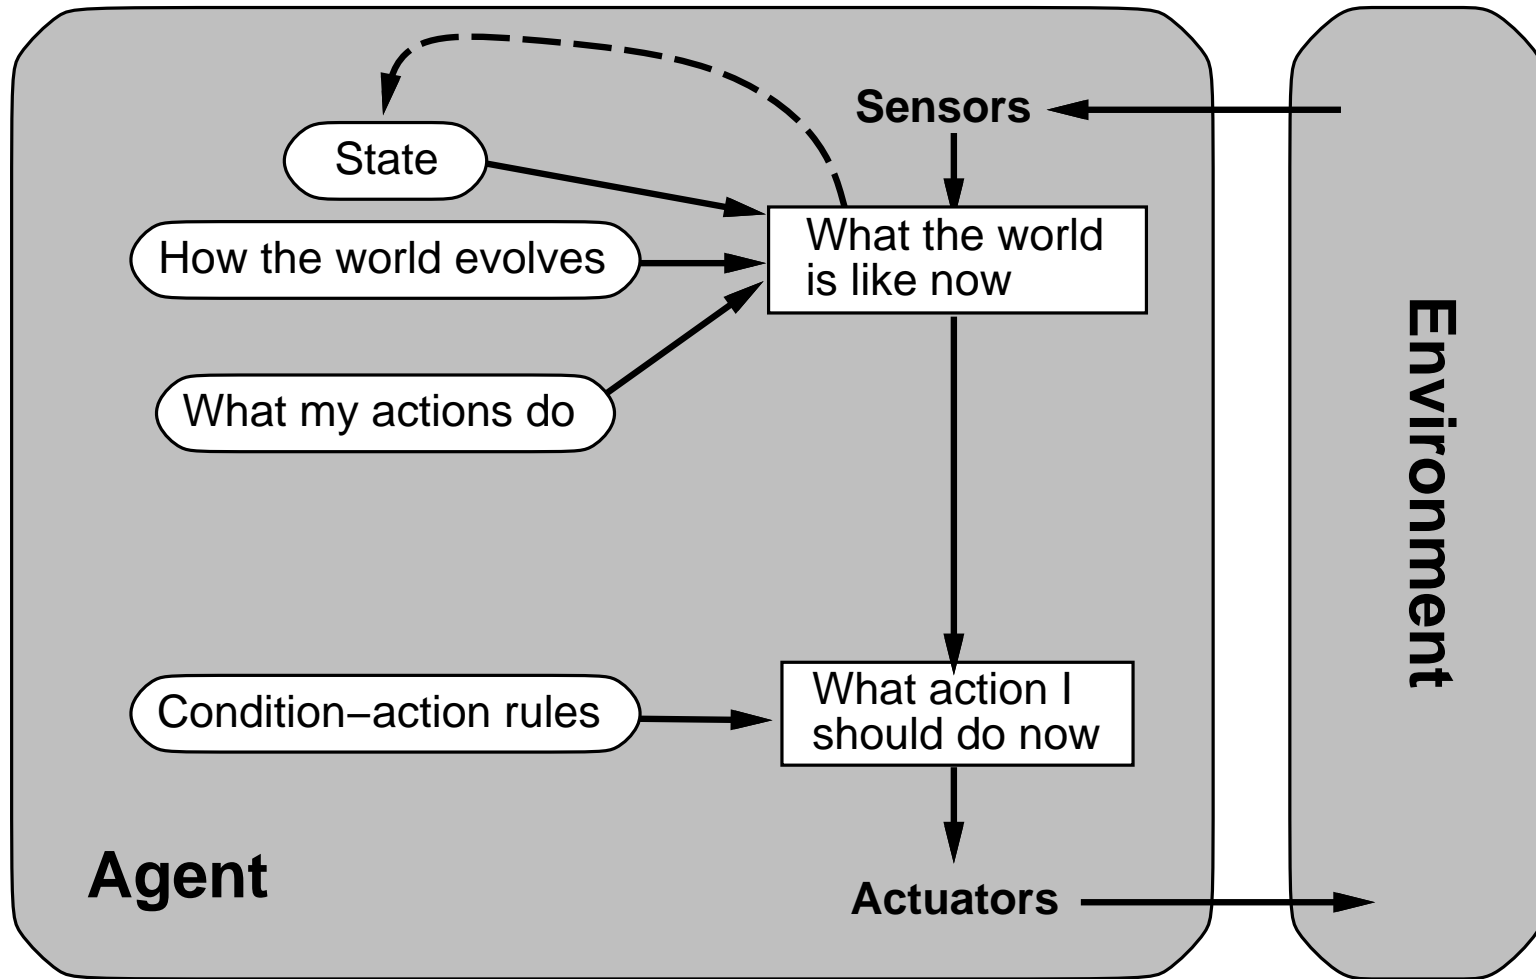 Sensors
State
What the world
is like now
How the world evolves
What my actions do
Environment
Condition–action rules
What action I
should do now
Agent
Actuators